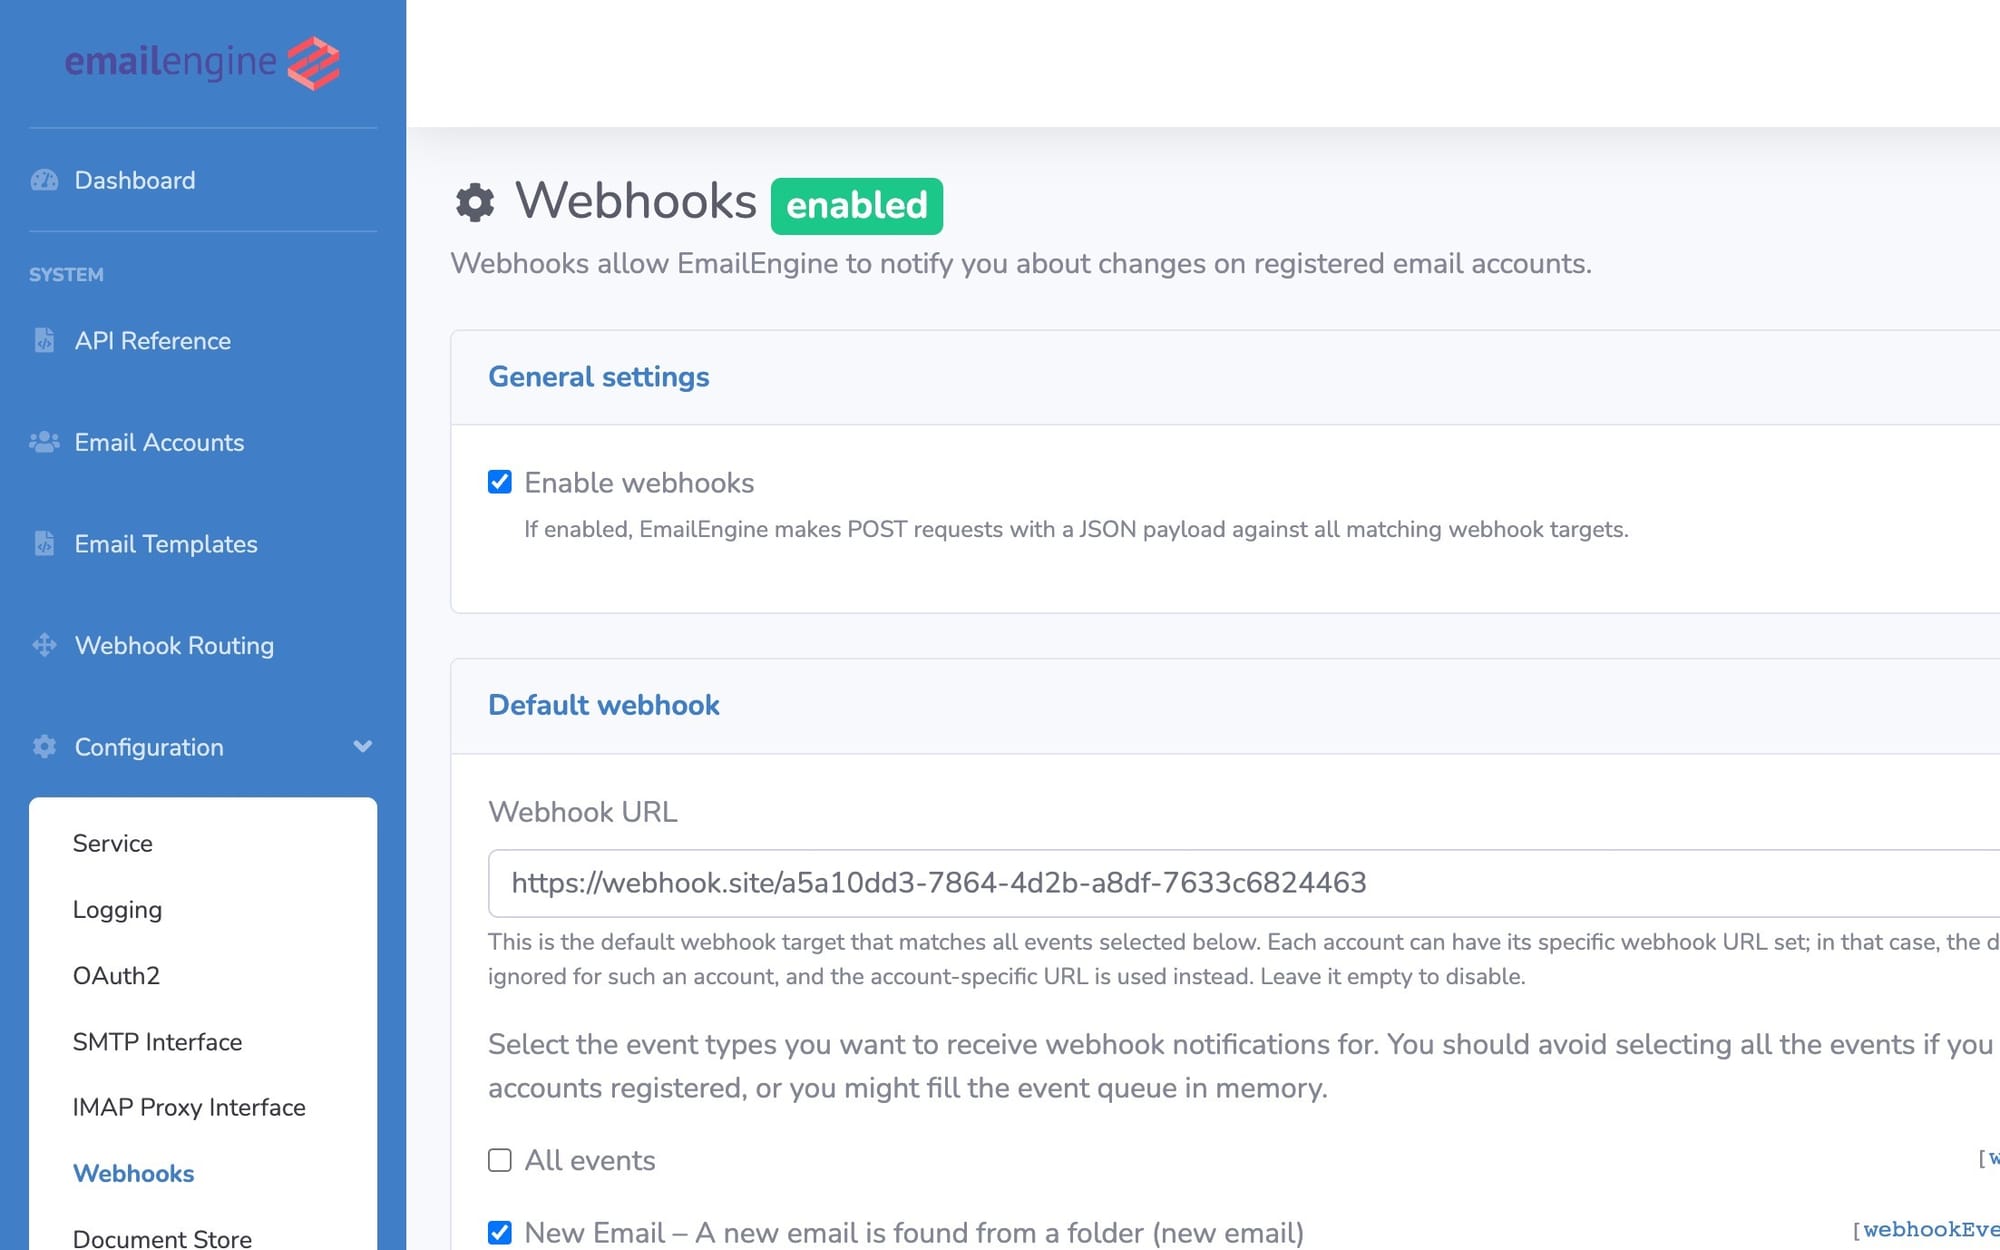 emailengine
Dashboard
SYSTEM
API Reference
Email Accounts
Email Templates
Webhook Routing
Configuration
Service
Logging
OAuth2
SMTP Interface
IMAP Proxy Interface
Webhooks
Document Store
Webhooks enabled
Webhooks allow EmailEngine to notify you about changes on registered email accounts.
General settings
Enable webhooks
If enabled, EmailEngine makes POST requests with a JSON payload against all matching webhook targets.
Default webhook
Webhook URL
https://webhook.site/a5a10dd3-7864-4d2b-a8df-7633c6824463
This is the default webhook target that matches all events selected below. Each account can have its specific webhook URL set; in that case, the
ignored for such an account, and the account-specific URL is used instead. Leave it empty to disable.
Select the event types you want to receive webhook notifications for. You should avoid selecting all the events if you
accounts registered, or you might fill the event queue in memory.
All events
New Email – A new email is found from a folder (new email)
[webhookEve